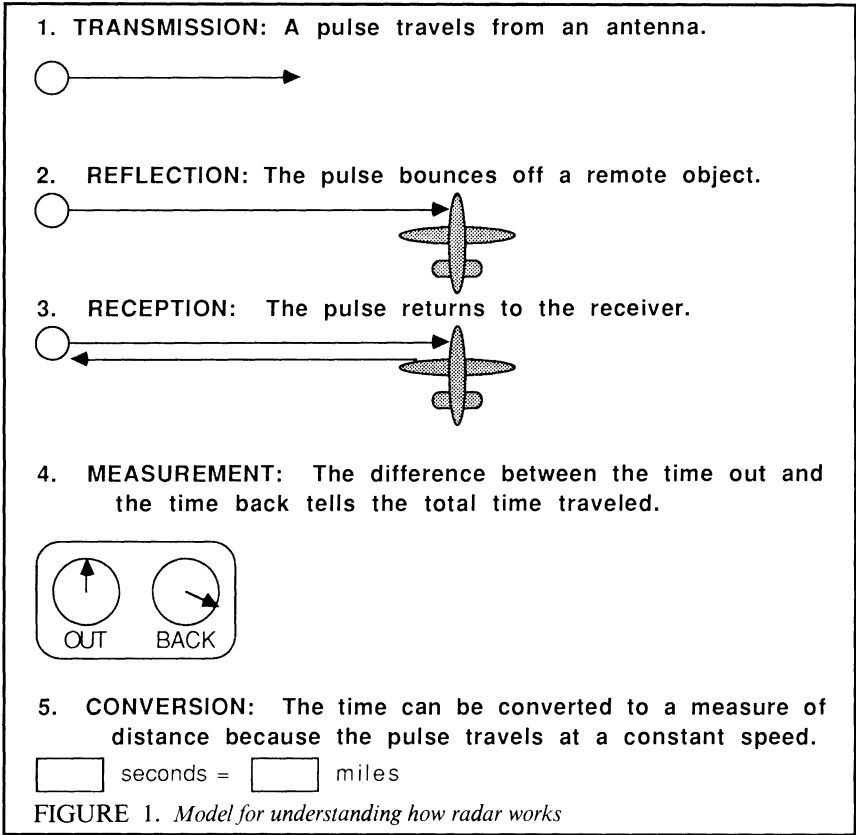 1. TRANSMISSION: A pulse travels from an antenna.
2. REFLECTION: The pulse bounces off a remote object.
3. RECEPTION: The pulse returns to the receiver.
4. MEASUREMENT: The difference between the time out and
the time back tells the total time traveled.
OUT BACK
5. CONVERSION: The time can be converted to a measure of
distance because the pulse travels at a constant speed.
seconds = miles
FIGURE 1. Model for understanding how radar works